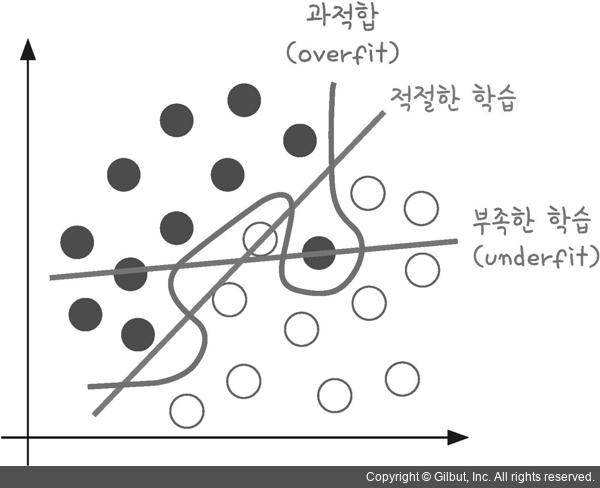 과적합
(overfit)
적절한 학습
부족한 학습
(underfit)
Copyright © Gilbut, Inc. All rights reserved.